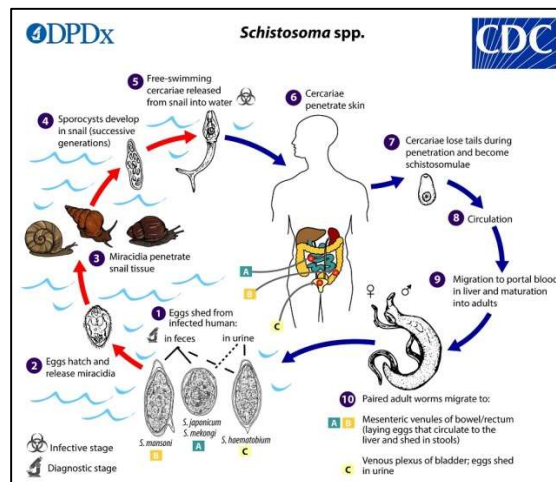 DPDx
Schistosoma spp.
CDC
5 Free-swimming
cercariae released
from snail into water
6 Cercariae
penetrate skin
4 Sporocysts develop
in snail (successive
generations)
7 Cercariae lose tails during
penetration and become
schistosomulae
8 Circulation
3 Miracidia penetrate
snail tissue
9 Migration to portal blood
in liver and maturation
into adults
A
B
C
♀ ♂
1 Eggs shed from
infected human:
in feces
in urine
2 Eggs hatch and
release miracidia
S. mansoni
B
S. japonicum
S. mekongi
A
S. haematobium
C
10 Paired adult worms migrate to:
A B Mesenteric venules of bowel/rectum
(laying eggs that circulate to the
liver and shed in stools)
C Venous plexus of bladder; eggs shed
in urine
Infective stage
Diagnostic stage